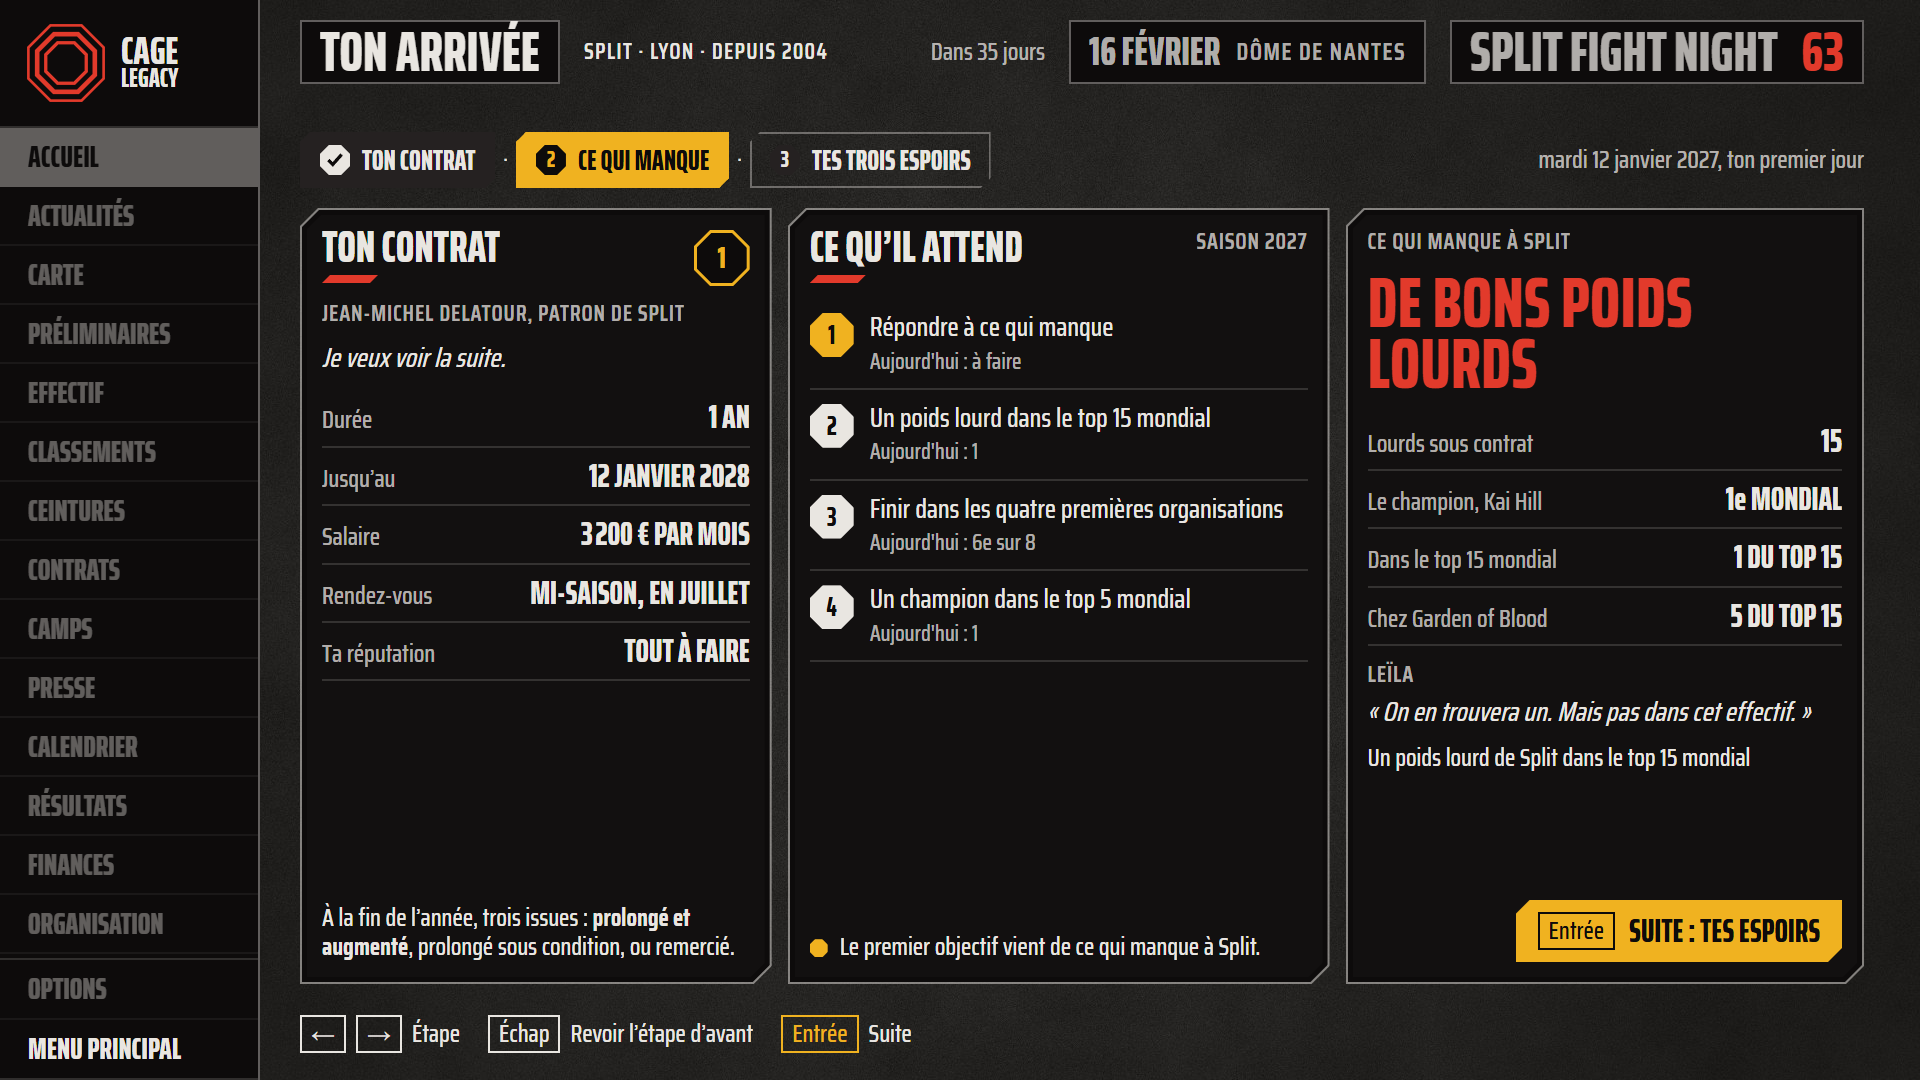 CAGE
LEGACY
ACCUEIL
ACTUALITÉS
CARTE
PRÉLIMINAIRES
EFFECTIF
CLASSEMENTS
CEINTURES
CONTRATS
CAMPS
PRESSE
CALENDRIER
RÉSULTATS
FINANCES
ORGANISATION
OPTIONS
MENU PRINCIPAL
TON ARRIVÉE
SPLIT · LYON · DEPUIS 2004
Dans 35 jours
16 FÉVRIER DÔME DE NANTES
SPLIT FIGHT NIGHT 63
TON CONTRAT · 2 CE QUI MANQUE · 3 TES TROIS ESPOIRS
mardi 12 janvier 2027, ton premier jour
TON CONTRAT
1
JEAN-MICHEL DELATOUR, PATRON DE SPLIT
Je veux voir la suite.
Durée 1 AN
Jusqu’au 12 JANVIER 2028
Salaire 3 200 € PAR MOIS
Rendez-vous MI-SAISON, EN JUILLET
Ta réputation TOUT À FAIRE
À la fin de l’année, trois issues : prolongé et
augmenté, prolongé sous condition, ou remercié.
CE QU’IL ATTEND
SAISON 2027
1 Répondre à ce qui manque
Aujourd'hui : à faire
2 Un poids lourd dans le top 15 mondial
Aujourd'hui : 1
3 Finir dans les quatre premières organisations
Aujourd'hui : 6e sur 8
4 Un champion dans le top 5 mondial
Aujourd'hui : 1
Le premier objectif vient de ce qui manque à Split.
CE QUI MANQUE À SPLIT
DE BONS POIDS
LOURDS
Lourds sous contrat 15
Le champion, Kai Hill 1e MONDIAL
Dans le top 15 mondial 1 DU TOP 15
Chez Garden of Blood 5 DU TOP 15
LEÏLA
« On en trouvera un. Mais pas dans cet effectif. »
Un poids lourd de Split dans le top 15 mondial
Entrée SUITE : TES ESPOIRS
← → Étape Échap Revoir l’étape d’avant Entrée Suite